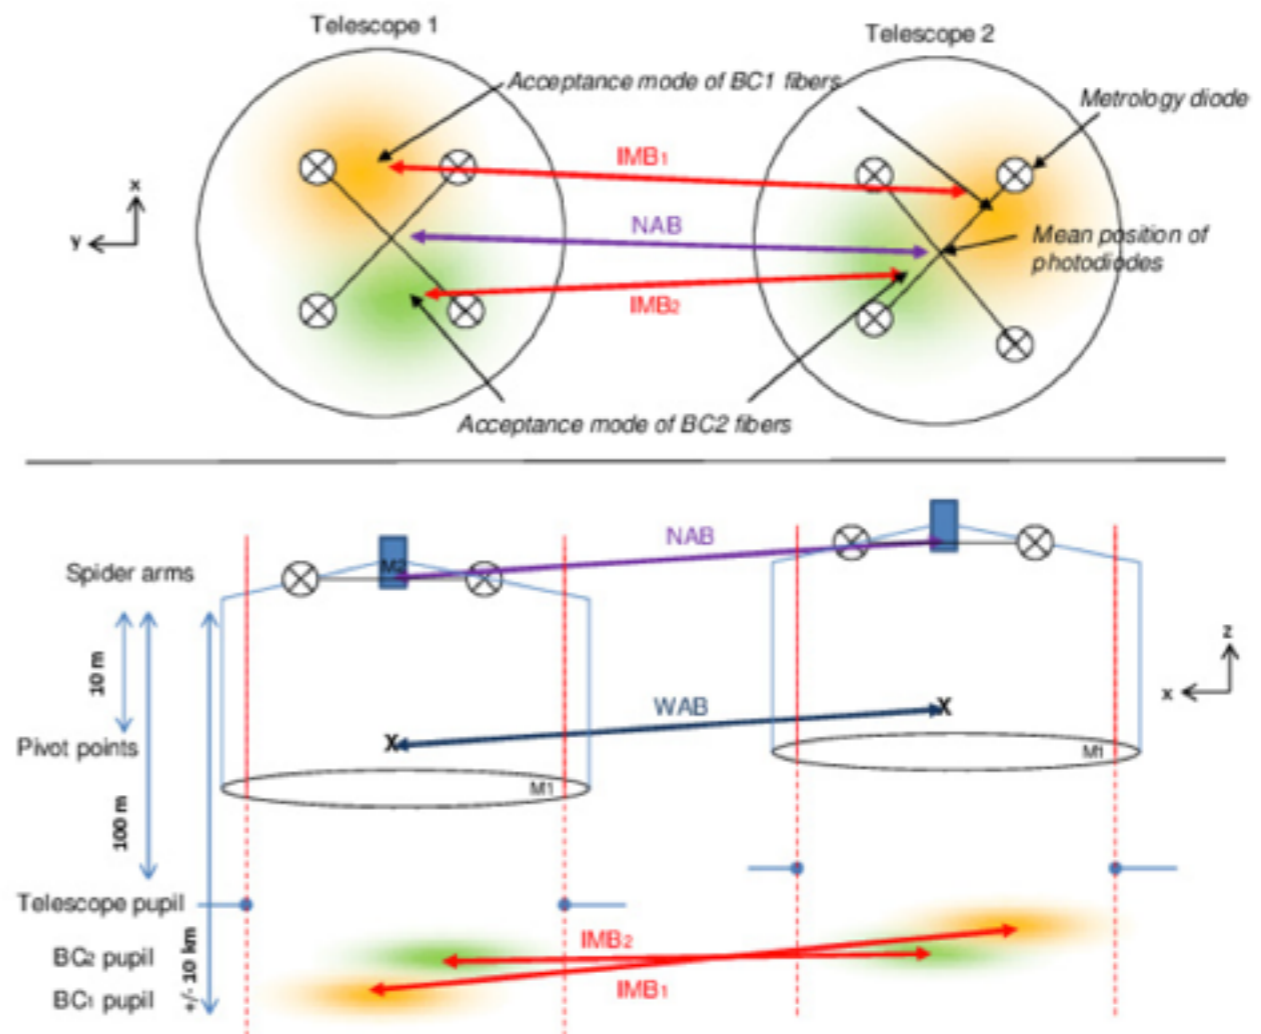 Telescope 1
Telescope 2
Acceptance mode of BC1 fibers
Metrology diode
IMB1
x
y
NAB
Mean position of
photodiodes
IMB2
Acceptance mode of BC2 fibers
NAB
M2
Spider arms
z
10 m
x
WAB
X
X
Pivot points
M1
M1
100 m
Telescope pupil
IMB2
BC2 pupil
+/- 10 km
IMB1
BC1 pupil